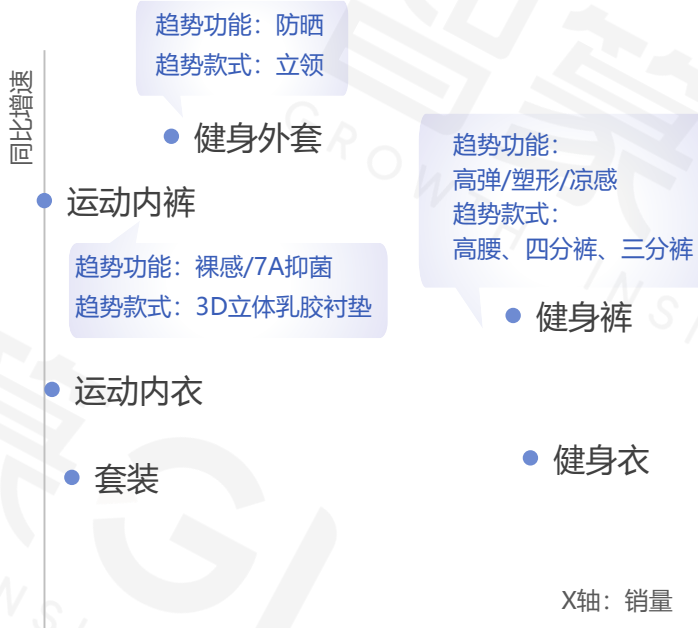 趋势功能：防晒
趋势款式：立领
同比增速
健身外套
趋势功能：
高弹/塑形/凉感
趋势款式：
高腰、四分裤、三分裤
运动内裤
趋势功能：裸感/7A抑菌
趋势款式：3D立体乳胶衬垫
健身裤
运动内衣
健身衣
套装
X轴：销量
GROWTH INSI